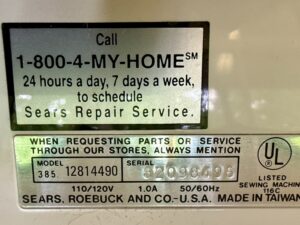 Call
1-800-4-MY-HOME℠
24 hours a day, 7 days a week,
to schedule
Sears Repair Service.
WHEN REQUESTING PARTS OR SERVICE
THROUGH OUR STORES, ALWAYS MENTION
MODEL SERIAL
385. 12814490
110/120V 1.0A 50/60Hz
SEARS, ROEBUCK AND CO.-U.S.A. MADE IN TAIWAN
UL
LISTED
SEWING MACHINE
116C